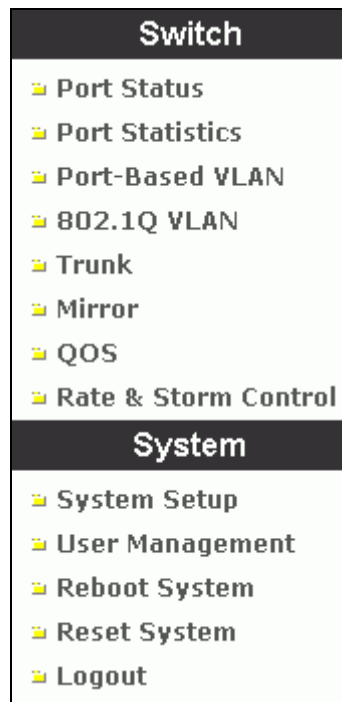 Switch
Port Status
Port Statistics
Port-Based VLAN
802.1Q VLAN
Trunk
Mirror
QOS
Rate & Storm Control
System
System Setup
User Management
Reboot System
Reset System
Logout